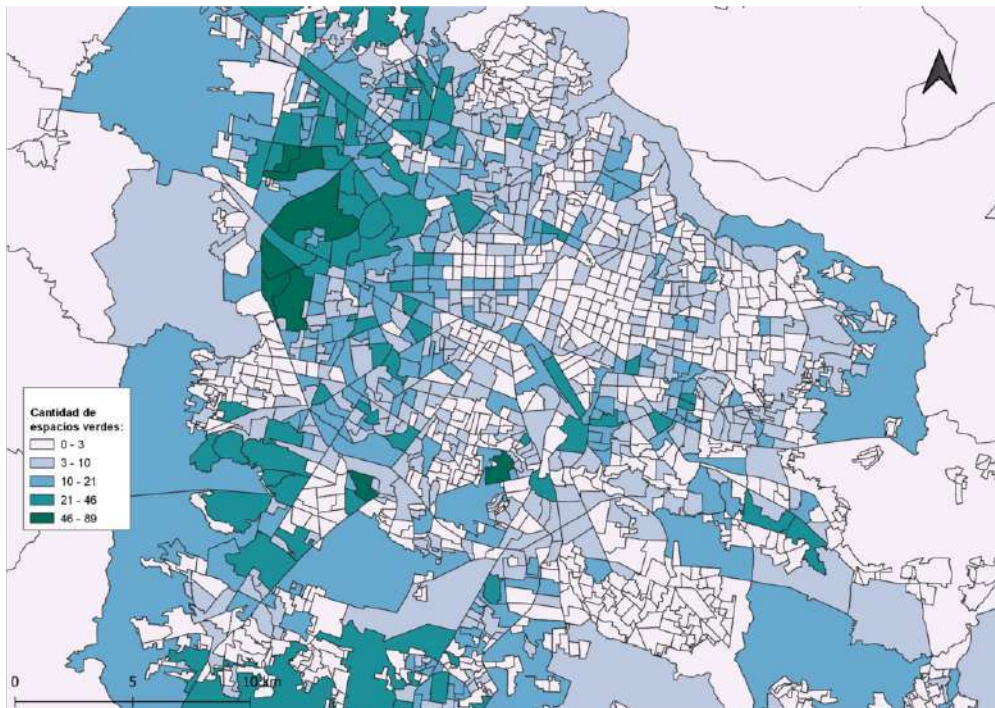 Cantidad de
espacios verdes:
0 - 3
3 - 10
10 - 21
21 - 46
46 - 89
0 5 10 km